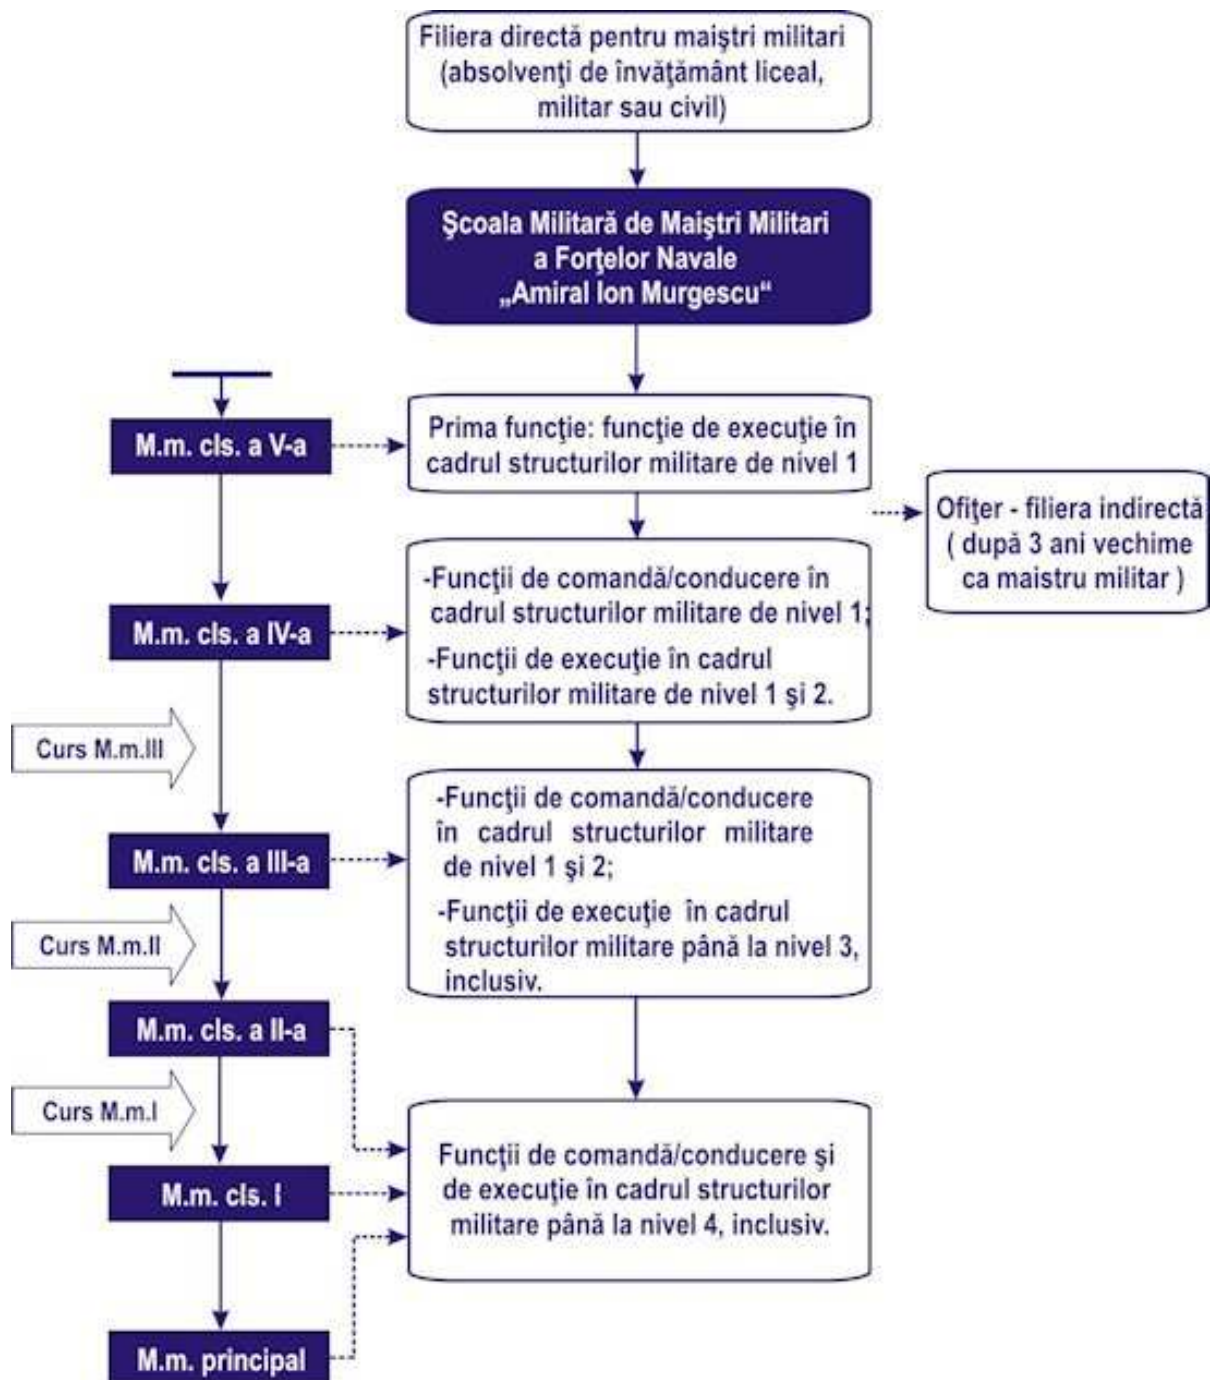 Filiera directă pentru maiştri militari
(absolvenţi de învăţământ liceal,
militar sau civil)
Şcoala Militară de Maiştri Militari
a Forţelor Navale
„Amiral Ion Murgescu“
M.m. cls. a V-a
Prima funcţie: funcţie de execuţie în
cadrul structurilor militare de nivel 1
Ofiţer - filiera indirectă
( după 3 ani vechime
ca maistru militar )
M.m. cls. a IV-a
-Funcţii de comandă/conducere în
cadrul structurilor militare de nivel 1;
-Funcţii de execuţie în cadrul
structurilor militare de nivel 1 şi 2.
Curs M.m.III
M.m. cls. a III-a
-Funcţii de comandă/conducere
în cadrul structurilor militare
de nivel 1 şi 2;
-Funcţii de execuţie în cadrul
structurilor militare până la nivel 3,
inclusiv.
Curs M.m.II
M.m. cls. a II-a
Curs M.m.I
M.m. cls. I
Funcţii de comandă/conducere şi
de execuţie în cadrul structurilor
militare până la nivel 4, inclusiv.
M.m. principal